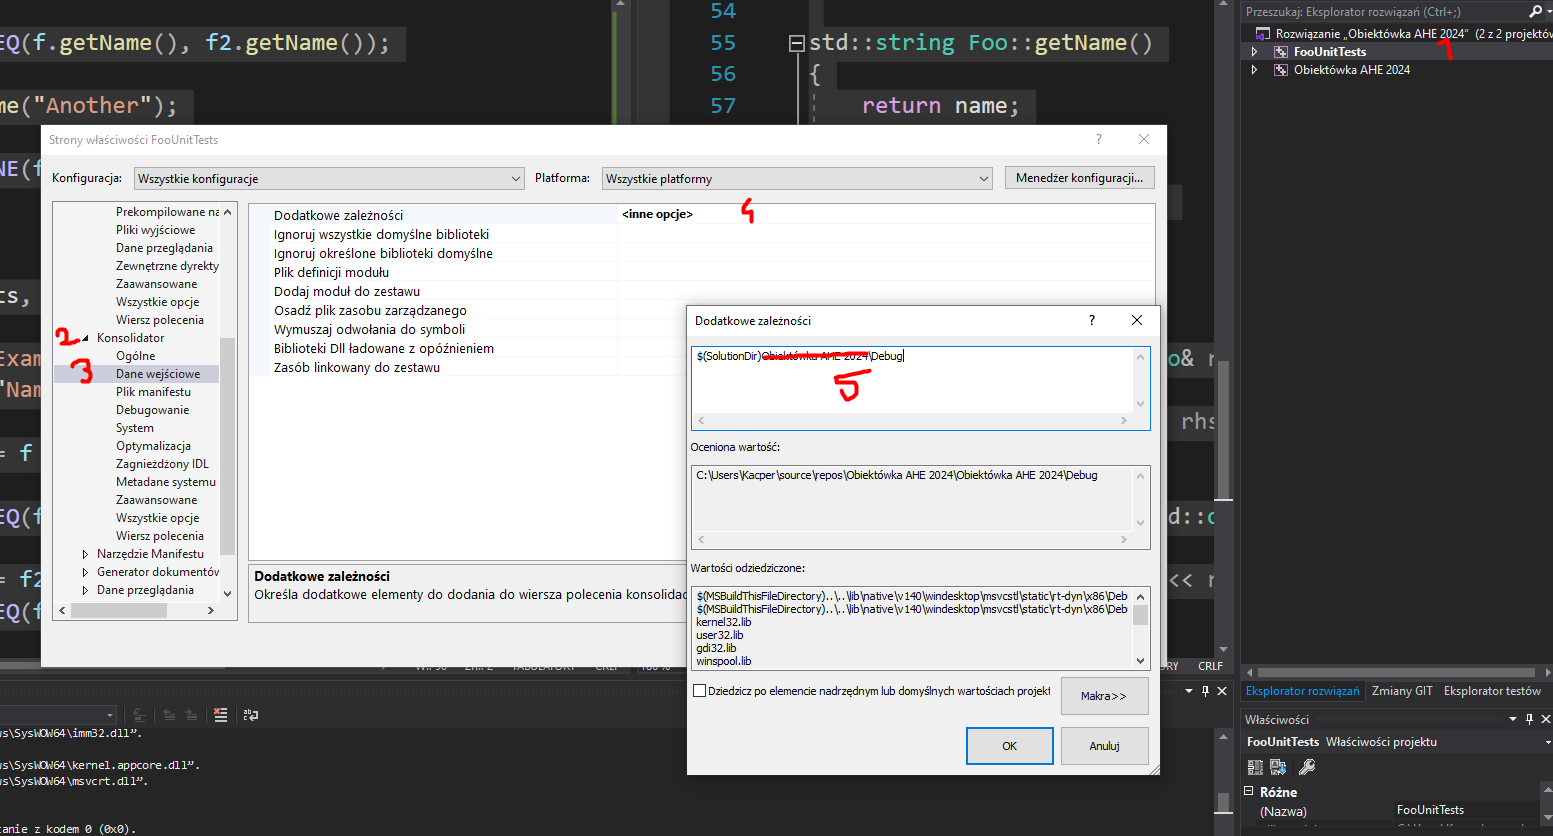 EQ(f.getName(), f2.getName());
me("Another");
54
55 std::string Foo::getName()
56 {
57 return name;
Przeszukaj: Eksplorator rozwiązań (Ctrl+;)
Rozwiązanie „Obiektówka AHE 2024” (2 z 2 projektów
1
FooUnitTests
Obiektówka AHE 2024
Strony właściwości FooUnitTests
?
NE(f
Konfiguracja:
Wszystkie konfiguracje
Platforma:
Wszystkie platformy
Menedżer konfiguracji...
Prekompilowane na
Pliki wyjściowe
Dane przeglądania
Zewnętrzne dyrekty
Zaawansowane
Wszystkie opcje
Wiersz polecenia
2
Konsolidator
Ogólne
3
Dane wejściowe
Plik manifestu
Debugowanie
System
Optymalizacja
Zagnieżdżony IDL
Metadane systemu
Zaawansowane
Wszystkie opcje
Wiersz polecenia
Narzędzie Manifestu
Generator dokumentów
Dane przeglądania
Dodatkowe zależności
<inne opcje>
4
Ignoruj wszystkie domyślne biblioteki
Ignoruj określone biblioteki domyślne
Plik definicji modułu
Dodaj moduł do zestawu
Osadź plik zasobu zarządzanego
Wymuszaj odwołania do symboli
Biblioteki Dll ładowane z opóźnieniem
Zasób linkowany do zestawu
Dodatkowe zależności
Określa dodatkowe elementy do dodania do wiersza polecenia konsolidac
Dodatkowe zależności
?
$(SolutionDir)Obiektówka AHE 2024\Debug
5
Oceniona wartość:
C:\Users\Kacper\source\repos\Obiektówka AHE 2024\Obiektówka AHE 2024\Debug
Wartości odziedziczone:
$(MSBuildThisFileDirectory)..\..\lib\native\v140\windesktop\msvcstl\static\rt-dyn\x86\Deb
$(MSBuildThisFileDirectory)..\..\lib\native\v140\windesktop\msvcstl\static\rt-dyn\x86\Deb
kernel32.lib
user32.lib
gdi32.lib
winspool.lib
Dziedzicz po elemencie nadrzędnym lub domyślnych wartościach projekt
Makra>>
OK
Anuluj
ts,
Exam
"Nam
= f
EQ(f
= f2
EQ(f
o& r
rhs
d::o
<< r
CRLF
Eksplorator rozwiązań
Zmiany GIT
Eksplorator testów
Właściwości
FooUnitTests Właściwości projektu
Różne
(Nazwa)
FooUnitTests
ws\SysWOW64\imm32.dll”.
ws\SysWOW64\kernel.appcore.dll”.
ws\SysWOW64\msvcrt.dll”.
tanie z kodem 0 (0x0).